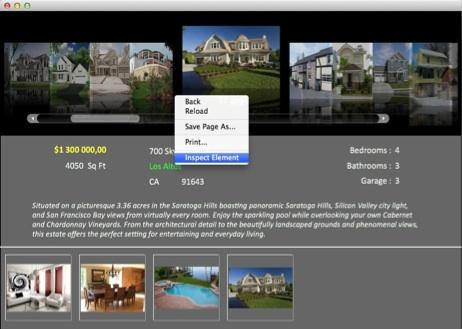 Back
Reload
Save Page As...
Print...
Inspect Element
$1 300 000,00
700 Sky
Bedrooms : 4
4050 Sq Ft
Los Altos
Bathrooms : 3
CA 91643
Garage : 3
Situated on a picturesque 3.36 acres in the Saratoga Hills boasting panoramic Saratoga Hills, Silicon Valley city light,
and San Francisco Bay views from virtually every room. Enjoy the sparkling pool while overlooking your own Cabernet
and Chardonnay Vineyards. From the architectural detail to the beautifully landscaped grounds and phenomenal views,
this estate offers the perfect setting for entertaining and everyday living.